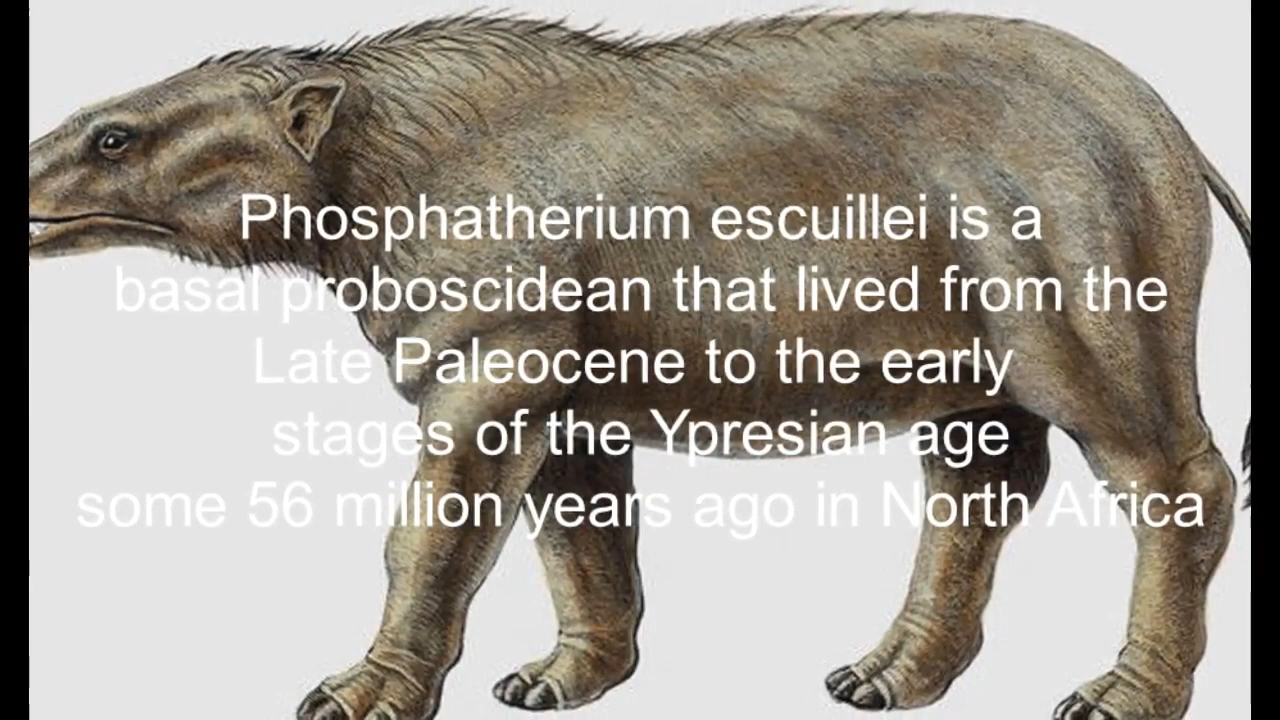 Phosphatherium escuillei is a
basal proboscidean that lived from the
Late Paleocene to the early
stages of the Ypresian age
some 56 million years ago in North Africa